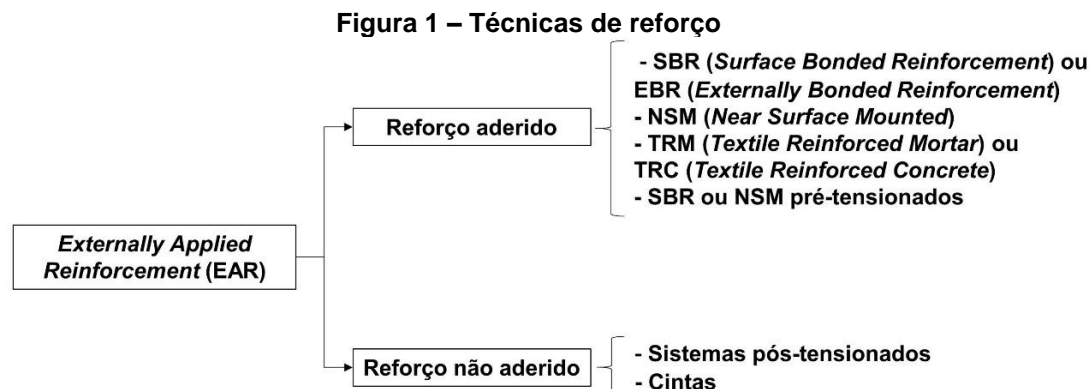 Figura 1 – Técnicas de reforço
- SBR (Surface Bonded Reinforcement) ou
EBR (Externally Bonded Reinforcement)
- NSM (Near Surface Mounted)
- TRM (Textile Reinforced Mortar) ou
TRC (Textile Reinforced Concrete)
- SBR ou NSM pré-tensionados
Reforço aderido
Externally Applied
Reinforcement (EAR)
Reforço não aderido
- Sistemas pós-tensionados
- Cintas